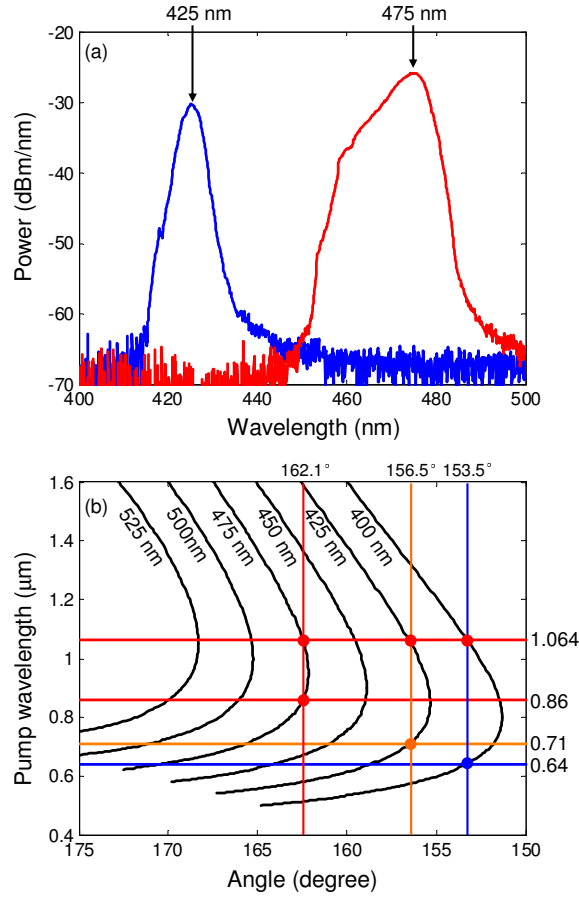 425 nm 475 nm
-20
(a)
-30
-40
-50
-60
-70
Power (dBm/nm)
400 420 440 460 480 500
Wavelength (nm)
162.1° 156.5° 153.5°
1.6
(b)
525 nm 500nm 475 nm 450 nm 425 nm 400 nm
1.4
1.2
1.064
1
0.86
0.8
0.71
0.64
0.6
0.4
Pump wavelength (μm)
175 170 165 160 155 150
Angle (degree)